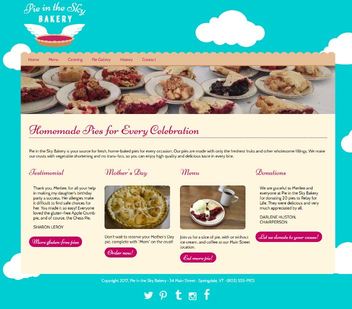 Pie in the Sky
BAKERY
Home Menu Catering Pie Gallery History Contact
Homemade Pies for Every Celebration
Pie in the Sky Bakery is your source for fresh, home-baked pies for every occasion. Our pies are made with only the freshest fruits and other wholesome fillings. We make
our crusts with vegetable shortening and no trans-fats, so you can enjoy high quality and delicious taste in every bite.
Testimonial
Thank you, Merilee, for all your help
in making my daughter's birthday
party a success. Her allergies make
it difficult to find safe choices for
her. You made it so easy! Everyone
loved the gluten-free Apple Crumb
pie, and of course, the Classic
Cherry pie.
SHARON LEROY
More gluten-free pies
Mother's Day
Don't wait to reserve your Mother's Day
pie, complete with "Mom" on the crust!
Order now!
Menu
Join us for a slice of pie, with or without
ice cream, and coffee at our Main Street
location.
Eat more pie!
Donations
We are grateful to Merilee and
everyone at Pie in the Sky Bakery
for donating 20 pies to Relay for
Life. They were delicious and very
much appreciated by all.
DARLENE HUSTON,
CHAIRPERSON
Let us donate to your cause!
Copyright 2017, Pie in the Sky Bakery · 34 Main Street · Springdale, VT · (802) 555-PIES